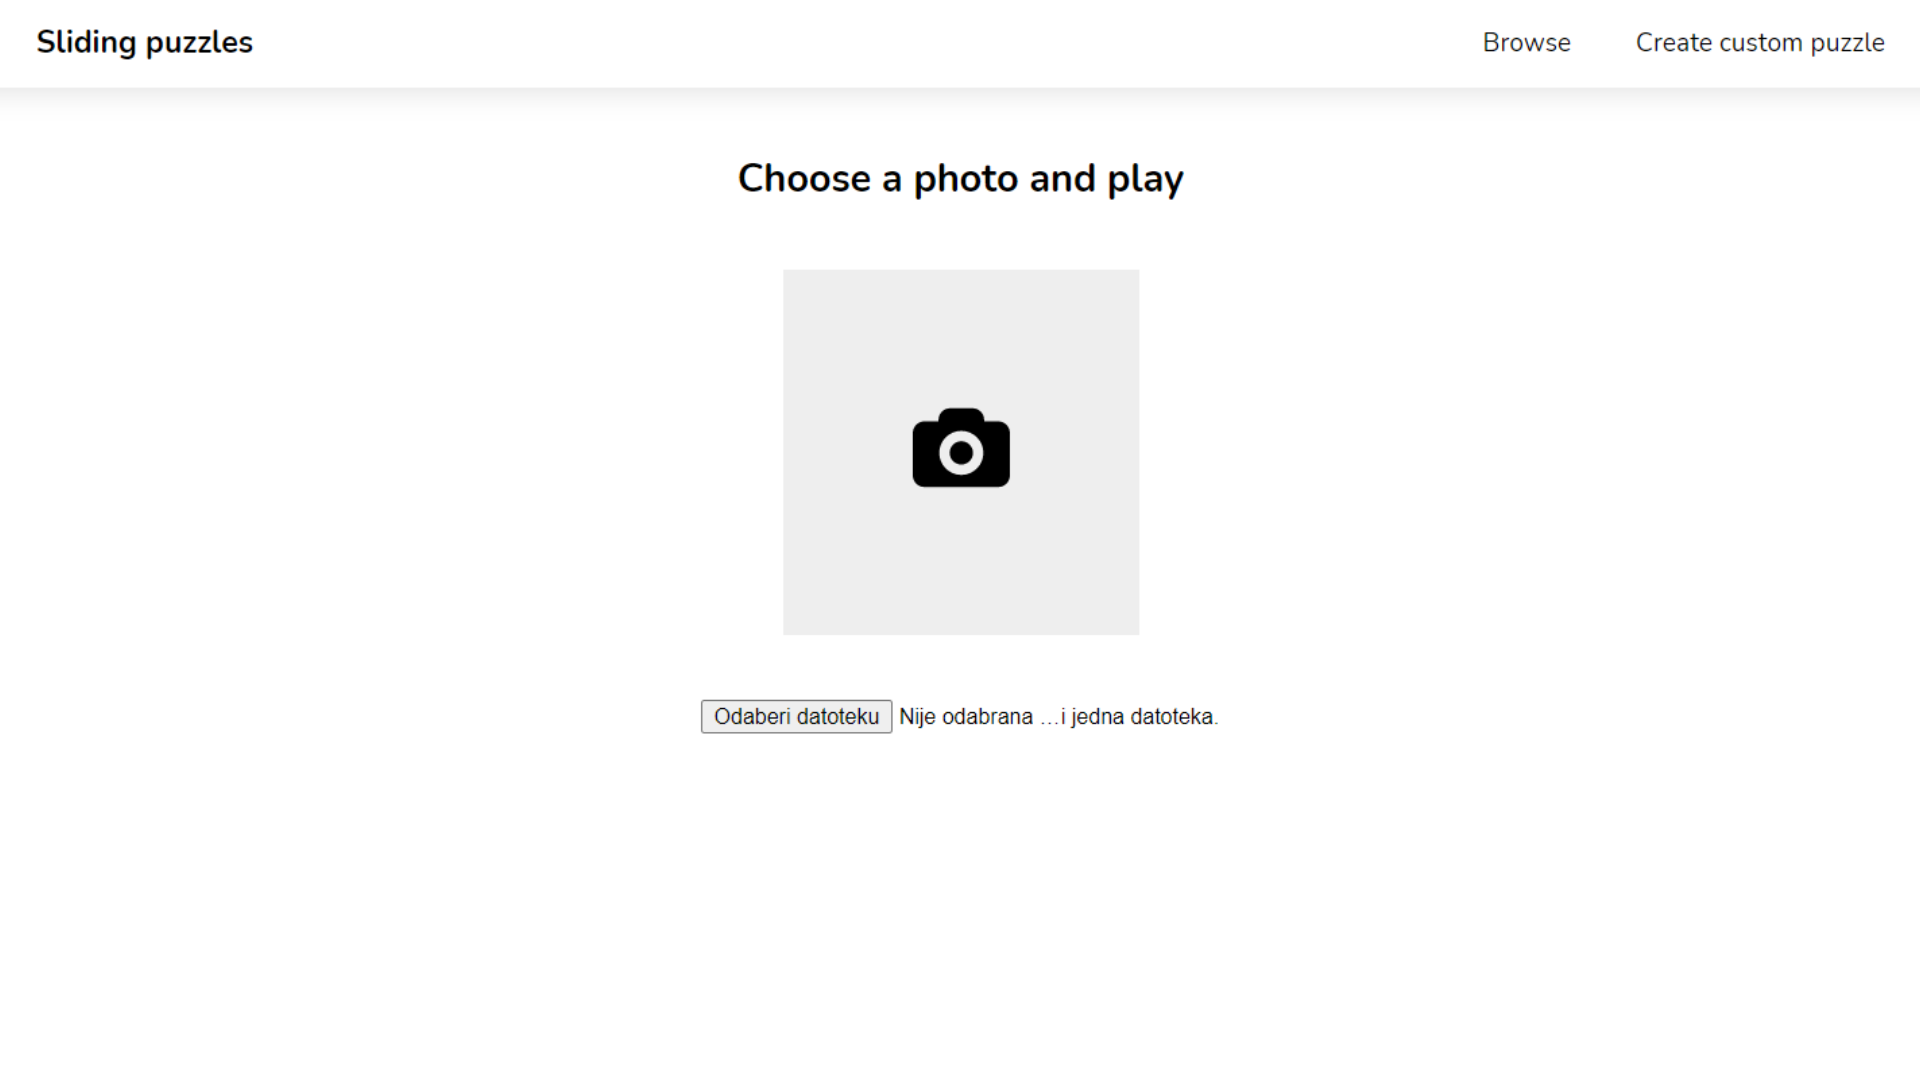 Sliding puzzles
Browse
Create custom puzzle
Choose a photo and play
Odaberi datoteku Nije odabrana ...i jedna datoteka.